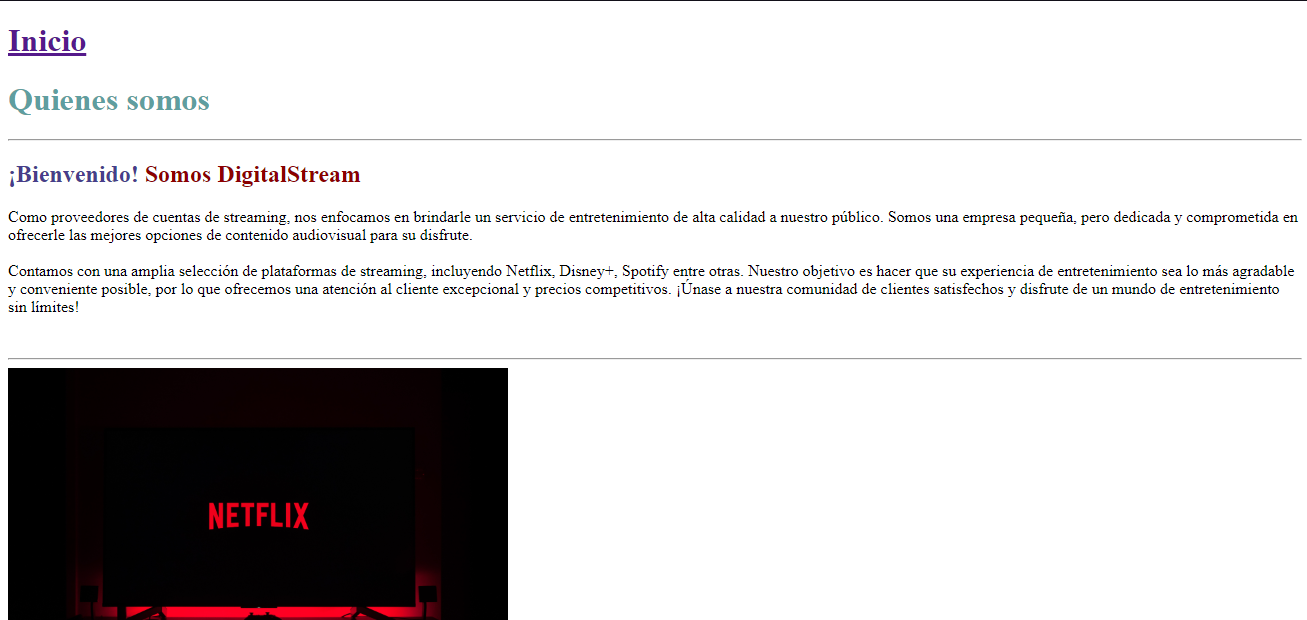 Inicio
Quienes somos
¡Bienvenido! Somos DigitalStream
Como proveedores de cuentas de streaming, nos enfocamos en brindarle un servicio de entretenimiento de alta calidad a nuestro público. Somos una empresa pequeña, pero dedicada y comprometida en
ofrecerle las mejores opciones de contenido audiovisual para su disfrute.
Contamos con una amplia selección de plataformas de streaming, incluyendo Netflix, Disney+, Spotify entre otras. Nuestro objetivo es hacer que su experiencia de entretenimiento sea lo más agradable
y conveniente posible, por lo que ofrecemos una atención al cliente excepcional y precios competitivos. ¡Únase a nuestra comunidad de clientes satisfechos y disfrute de un mundo de entretenimiento
sin límites!
NETFLIX